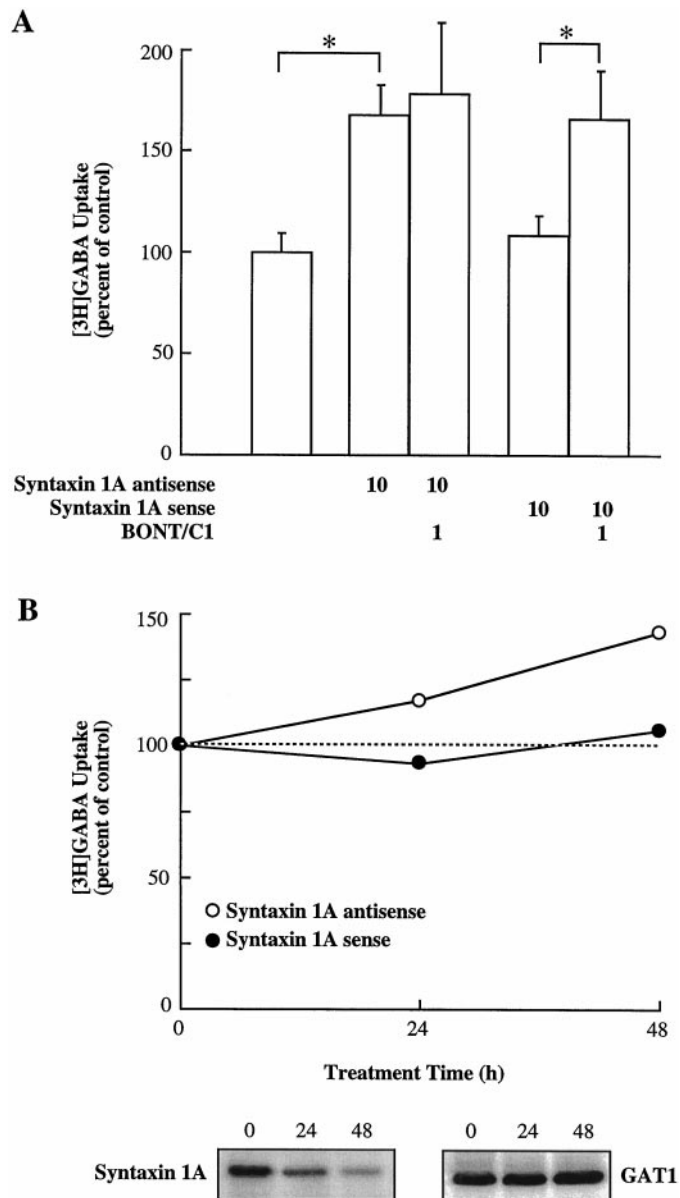 A
200
150
100
50
0
[3H]GABA Uptake
(percent of control)
* *
Syntaxin 1A antisense 10 10
Syntaxin 1A sense 10 10
BONT/C1 1 1
B
150
100
50
0
[3H]GABA Uptake
(percent of control)
Syntaxin 1A antisense
Syntaxin 1A sense
0 24 48
Treatment Time (h)
0 24 48 0 24 48
Syntaxin 1A GAT1